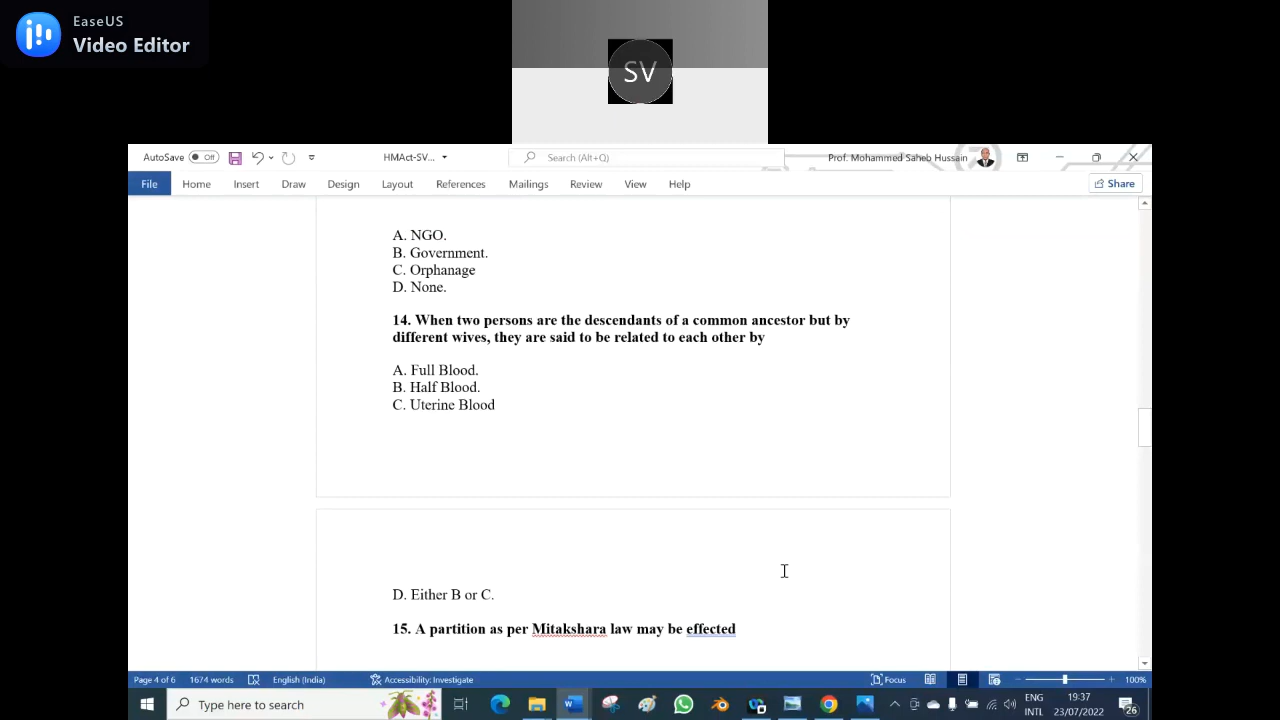 EaseUS
Video Editor
SV
AutoSave Off HMAct-SV... Search (Alt+Q) Prof. Mohammed Saheb Hussain
File Home Insert Draw Design Layout References Mailings Review View Help Share
A. NGO.
B. Government.
C. Orphanage
D. None.
14. When two persons are the descendants of a common ancestor but by
different wives, they are said to be related to each other by
A. Full Blood.
B. Half Blood.
C. Uterine Blood
D. Either B or C.
15. A partition as per Mitakshara law may be effected
Page 4 of 6 1674 words English (India) Accessibility: Investigate Focus 100%
Type here to search ENG 19:37
INTL 23/07/2022 26